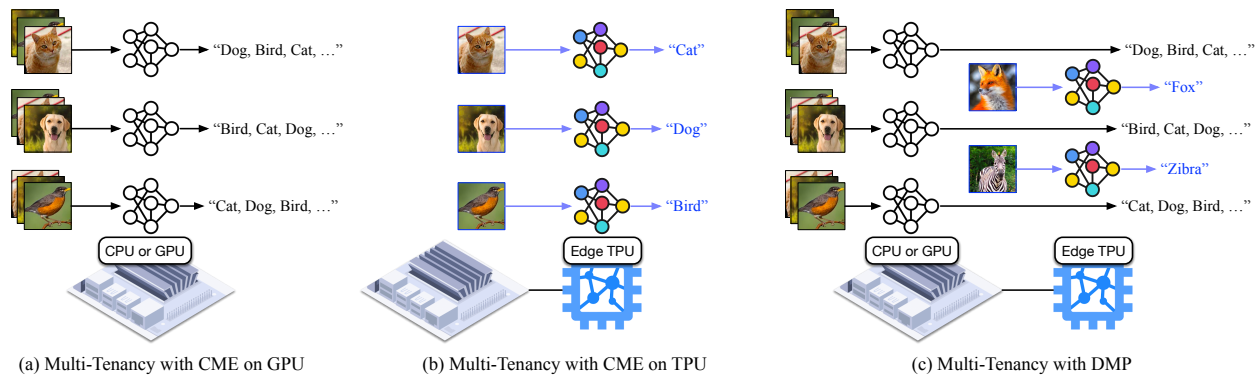 “Dog, Bird, Cat, …”
“Bird, Cat, Dog, …”
“Cat, Dog, Bird, …”
CPU or GPU
(a) Multi-Tenancy with CME on GPU
“Cat”
“Dog”
“Bird”
Edge TPU
(b) Multi-Tenancy with CME on TPU
“Dog, Bird, Cat, …”
“Fox”
“Bird, Cat, Dog, …”
“Zibra”
“Cat, Dog, Bird, …”
CPU or GPU
Edge TPU
(c) Multi-Tenancy with DMP